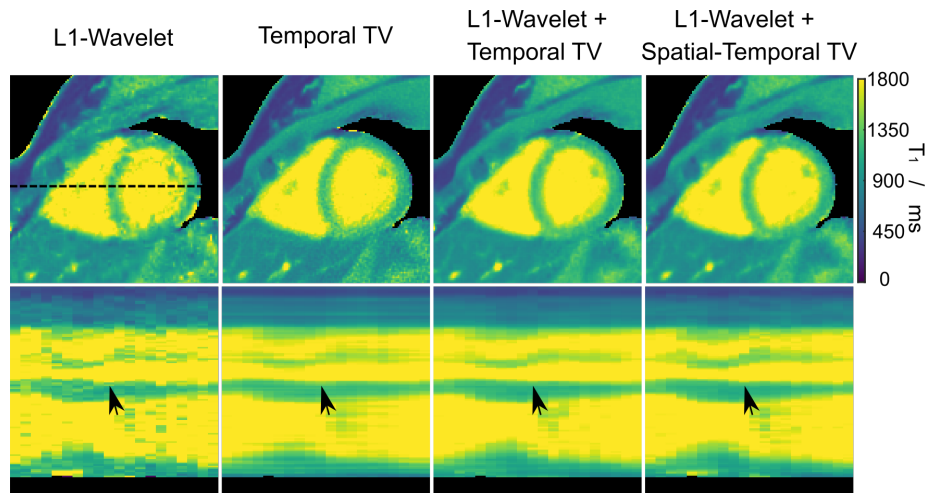 L1-Wavelet
Temporal TV
L1-Wavelet +
Temporal TV
L1-Wavelet +
Spatial-Temporal TV
1800
1350
900
450
0
T1 / ms